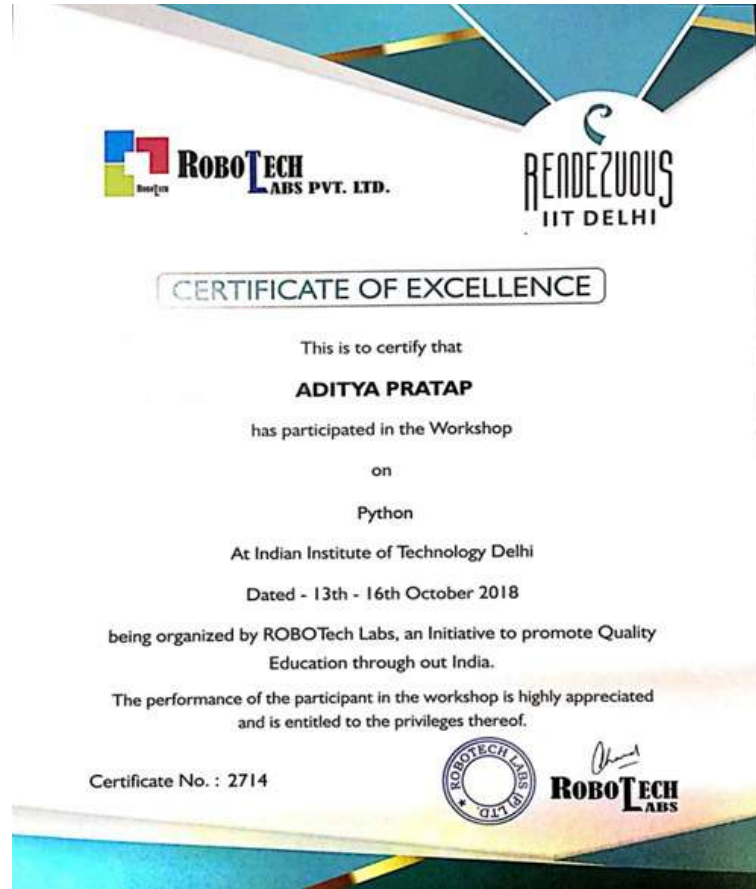 ROBOTECH
LABS PVT. LTD.
ROBOTECH
RENDEZVOUS
IIT DELHI
CERTIFICATE OF EXCELLENCE
This is to certify that
ADITYA PRATAP
has participated in the Workshop
on
Python
At Indian Institute of Technology Delhi
Dated - 13th - 16th October 2018
being organized by ROBOTech Labs, an Initiative to promote Quality
Education through out India.
The performance of the participant in the workshop is highly appreciated
and is entitled to the privileges thereof.
Certificate No. : 2714
ROBOTECH LABS (P) LTD.
ROBOTECH
LABS